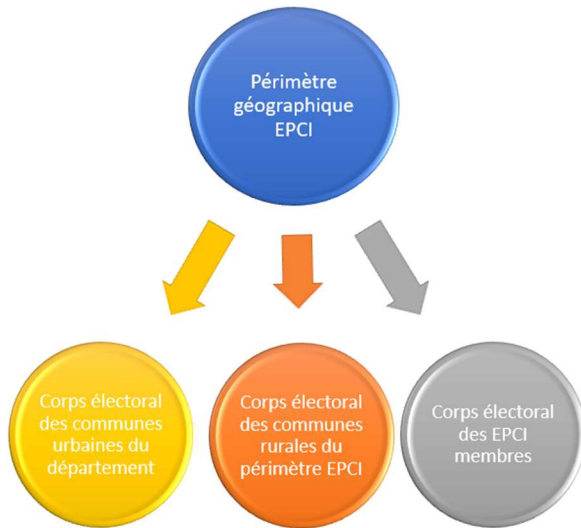 Périmètre
géographique
EPCI
Corps électoral
des communes
urbaines du
département
Corps électoral
des communes
rurales du
périmètre EPCI
Corps électoral
des EPCI
membres